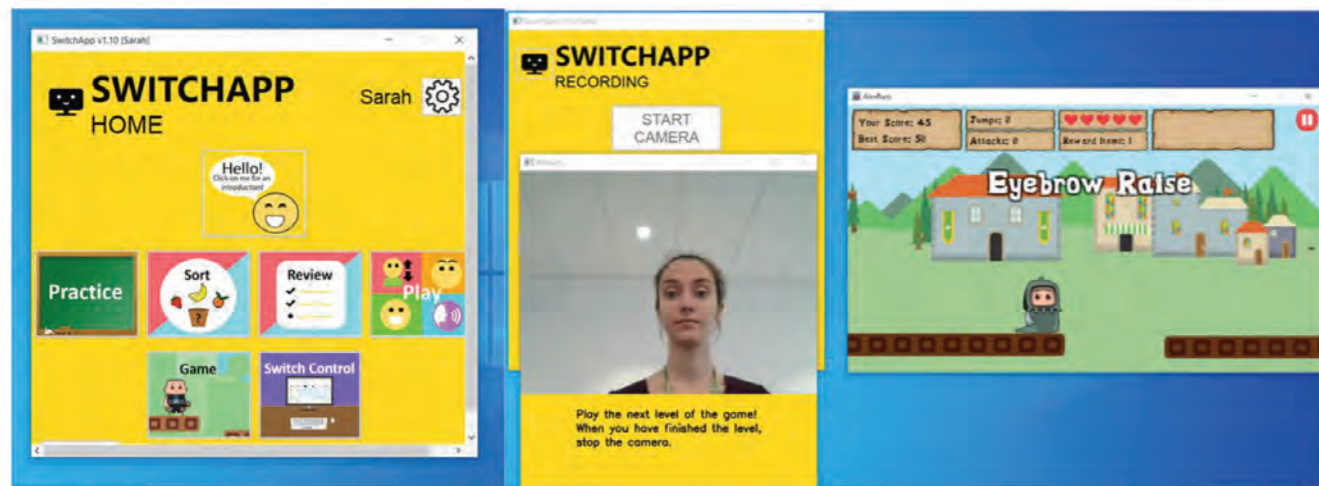 SwitchApp v1.10 [Sarah]
SWITCHAPP
HOME
Sarah
Hello!
Click on me for an
introduction!
Practice
Sort
?
Review
Play
Game
Switch Control
SWITCHAPP
RECORDING
START
CAMERA
Play the next level of the game!
When you have finished the level,
stop the camera.
Your Score: 45
Best Score: 50
Jumps: 0
Attacks: 0
Reward Items: 1
Eyebrow Raise